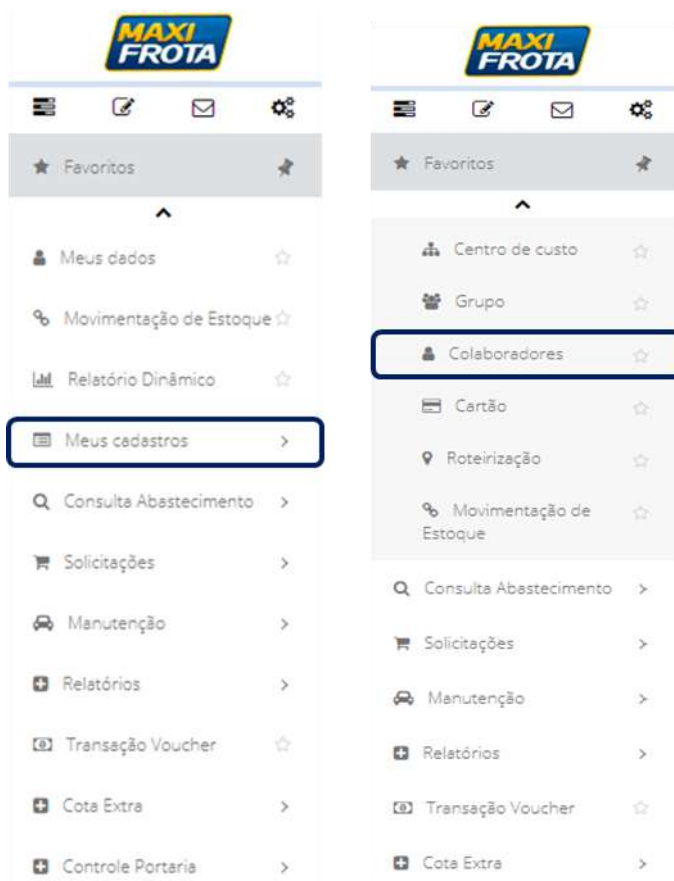 MAXI
FROTA
Favoritos
Meus dados
Movimentação de Estoque
Relatório Dinâmico
Meus cadastros
Consulta Abastecimento
Solicitações
Manutenção
Relatórios
Transação Voucher
Cota Extra
Controle Portaria
MAXI
FROTA
Favoritos
Centro de custo
Grupo
Colaboradores
Cartão
Roteirização
Movimentação de
Estoque
Consulta Abastecimento
Solicitações
Manutenção
Relatórios
Transação Voucher
Cota Extra